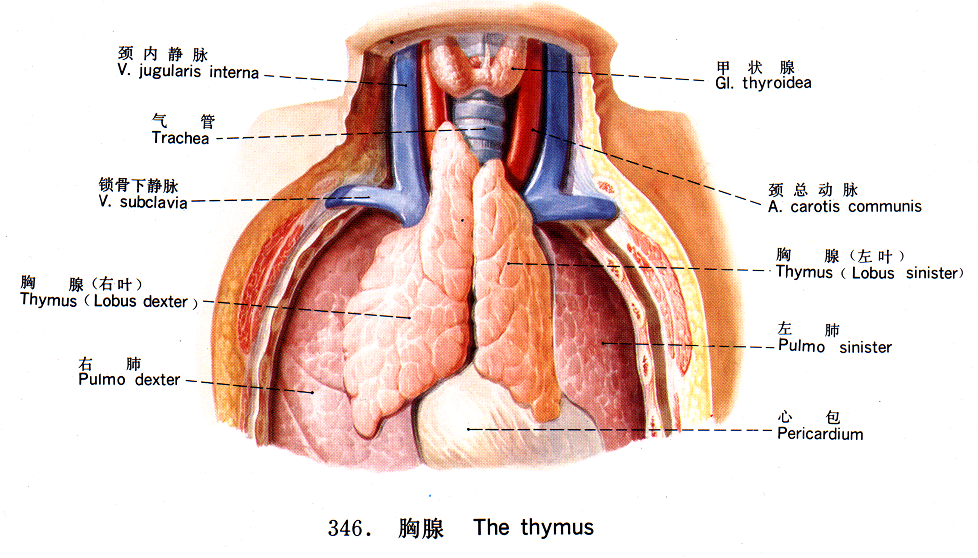 颈内静脉
V. jugularis interna
气管
Trachea
锁骨下静脉
V. subclavia
胸腺(右叶)
Thymus (Lobus dexter)
右肺
Pulmo dexter
甲状腺
Gl. thyroidea
颈总动脉
A. carotis communis
胸腺(左叶)
Thymus (Lobus sinister)
左肺
Pulmo sinister
心包
Pericardium
346. 胸腺 The thymus